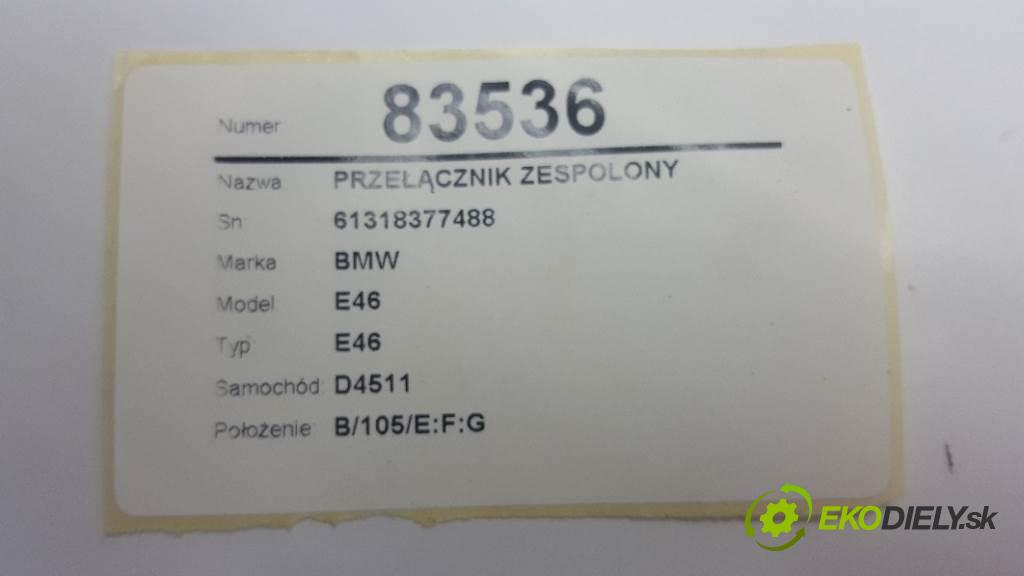 Numer 83536
Nazwa PRZEŁĄCZNIK ZESPOLONY
Sn 61318377488
Marka BMW
Model E46
Typ E46
Samochód: D4511
Położenie: B/105/E:F:G
EKODIELY.sk